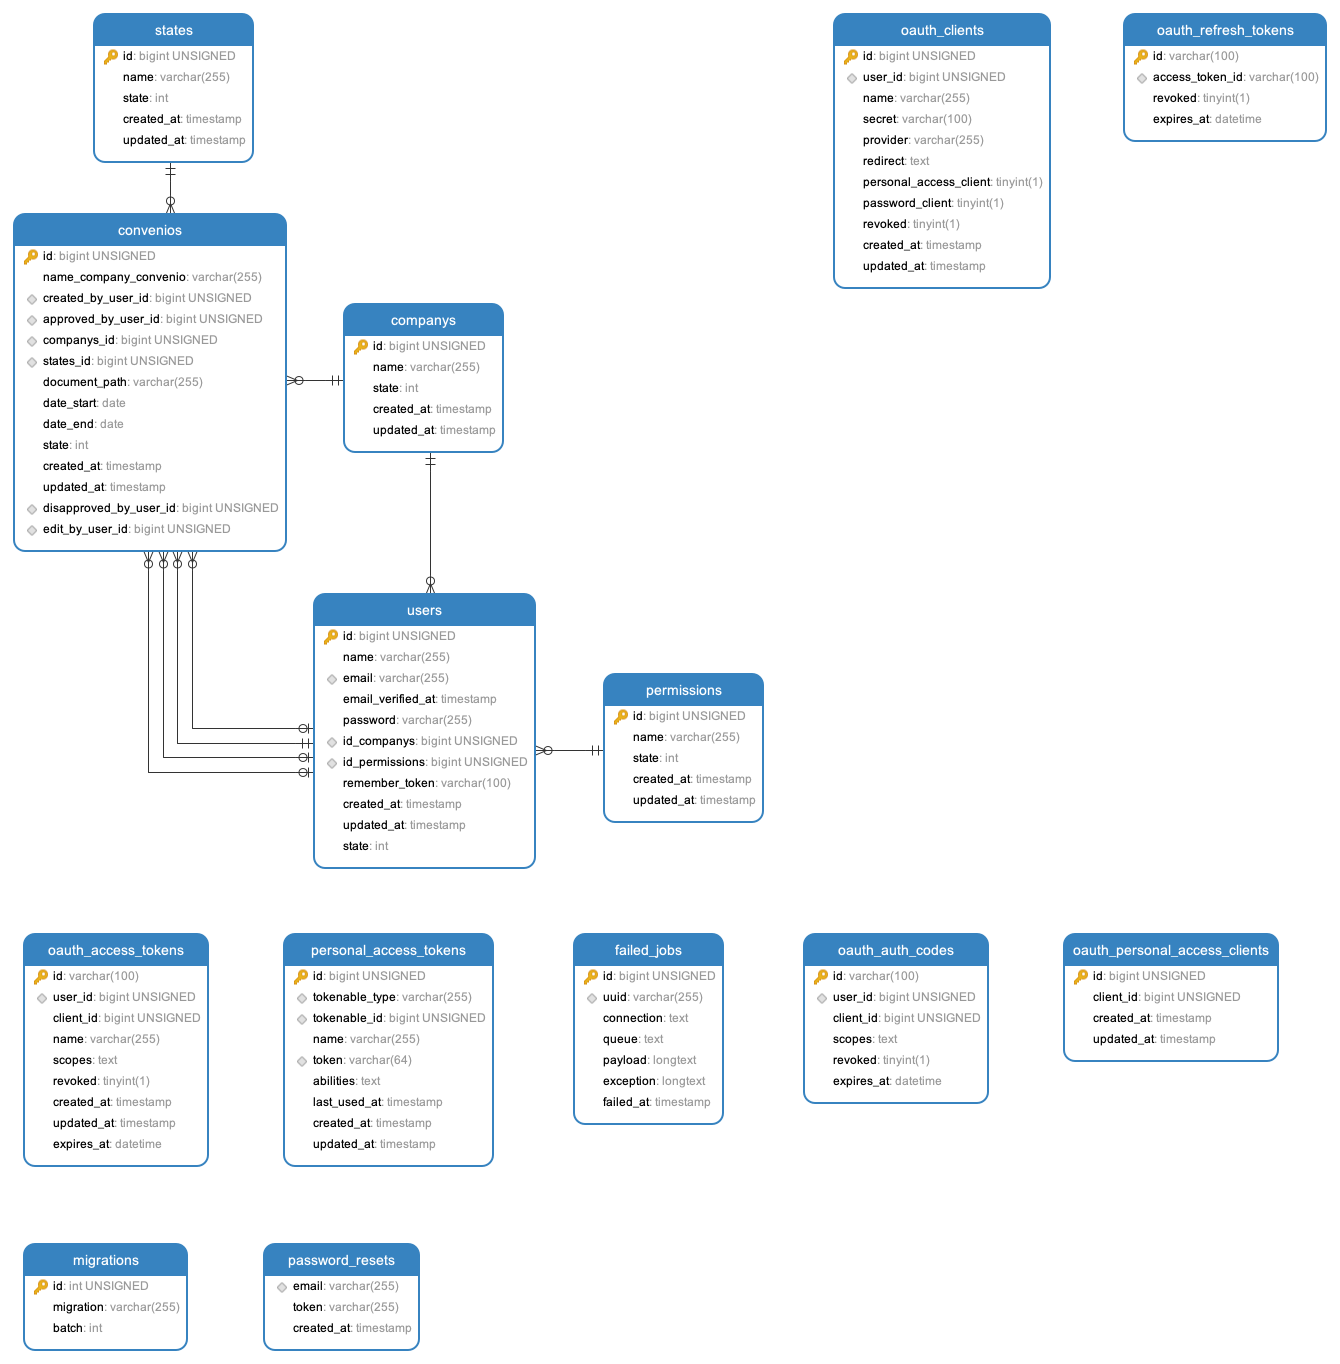 states
id: bigint UNSIGNED
name: varchar(255)
state: int
created_at: timestamp
updated_at: timestamp
convenios
id: bigint UNSIGNED
name_company_convenio: varchar(255)
created_by_user_id: bigint UNSIGNED
approved_by_user_id: bigint UNSIGNED
companys_id: bigint UNSIGNED
states_id: bigint UNSIGNED
document_path: varchar(255)
date_start: date
date_end: date
state: int
created_at: timestamp
updated_at: timestamp
disapproved_by_user_id: bigint UNSIGNED
edit_by_user_id: bigint UNSIGNED
companys
id: bigint UNSIGNED
name: varchar(255)
state: int
created_at: timestamp
updated_at: timestamp
users
id: bigint UNSIGNED
name: varchar(255)
email: varchar(255)
email_verified_at: timestamp
password: varchar(255)
id_companys: bigint UNSIGNED
id_permissions: bigint UNSIGNED
remember_token: varchar(100)
created_at: timestamp
updated_at: timestamp
state: int
permissions
id: bigint UNSIGNED
name: varchar(255)
state: int
created_at: timestamp
updated_at: timestamp
oauth_clients
id: bigint UNSIGNED
user_id: bigint UNSIGNED
name: varchar(255)
secret: varchar(100)
provider: varchar(255)
redirect: text
personal_access_client: tinyint(1)
password_client: tinyint(1)
revoked: tinyint(1)
created_at: timestamp
updated_at: timestamp
oauth_refresh_tokens
id: varchar(100)
access_token_id: varchar(100)
revoked: tinyint(1)
expires_at: datetime
oauth_access_tokens
id: varchar(100)
user_id: bigint UNSIGNED
client_id: bigint UNSIGNED
name: varchar(255)
scopes: text
revoked: tinyint(1)
created_at: timestamp
updated_at: timestamp
expires_at: datetime
personal_access_tokens
id: bigint UNSIGNED
tokenable_type: varchar(255)
tokenable_id: bigint UNSIGNED
name: varchar(255)
token: varchar(64)
abilities: text
last_used_at: timestamp
created_at: timestamp
updated_at: timestamp
failed_jobs
id: bigint UNSIGNED
uuid: varchar(255)
connection: text
queue: text
payload: longtext
exception: longtext
failed_at: timestamp
oauth_auth_codes
id: varchar(100)
user_id: bigint UNSIGNED
client_id: bigint UNSIGNED
scopes: text
revoked: tinyint(1)
expires_at: datetime
oauth_personal_access_clients
id: bigint UNSIGNED
client_id: bigint UNSIGNED
created_at: timestamp
updated_at: timestamp
migrations
id: int UNSIGNED
migration: varchar(255)
batch: int
password_resets
email: varchar(255)
token: varchar(255)
created_at: timestamp